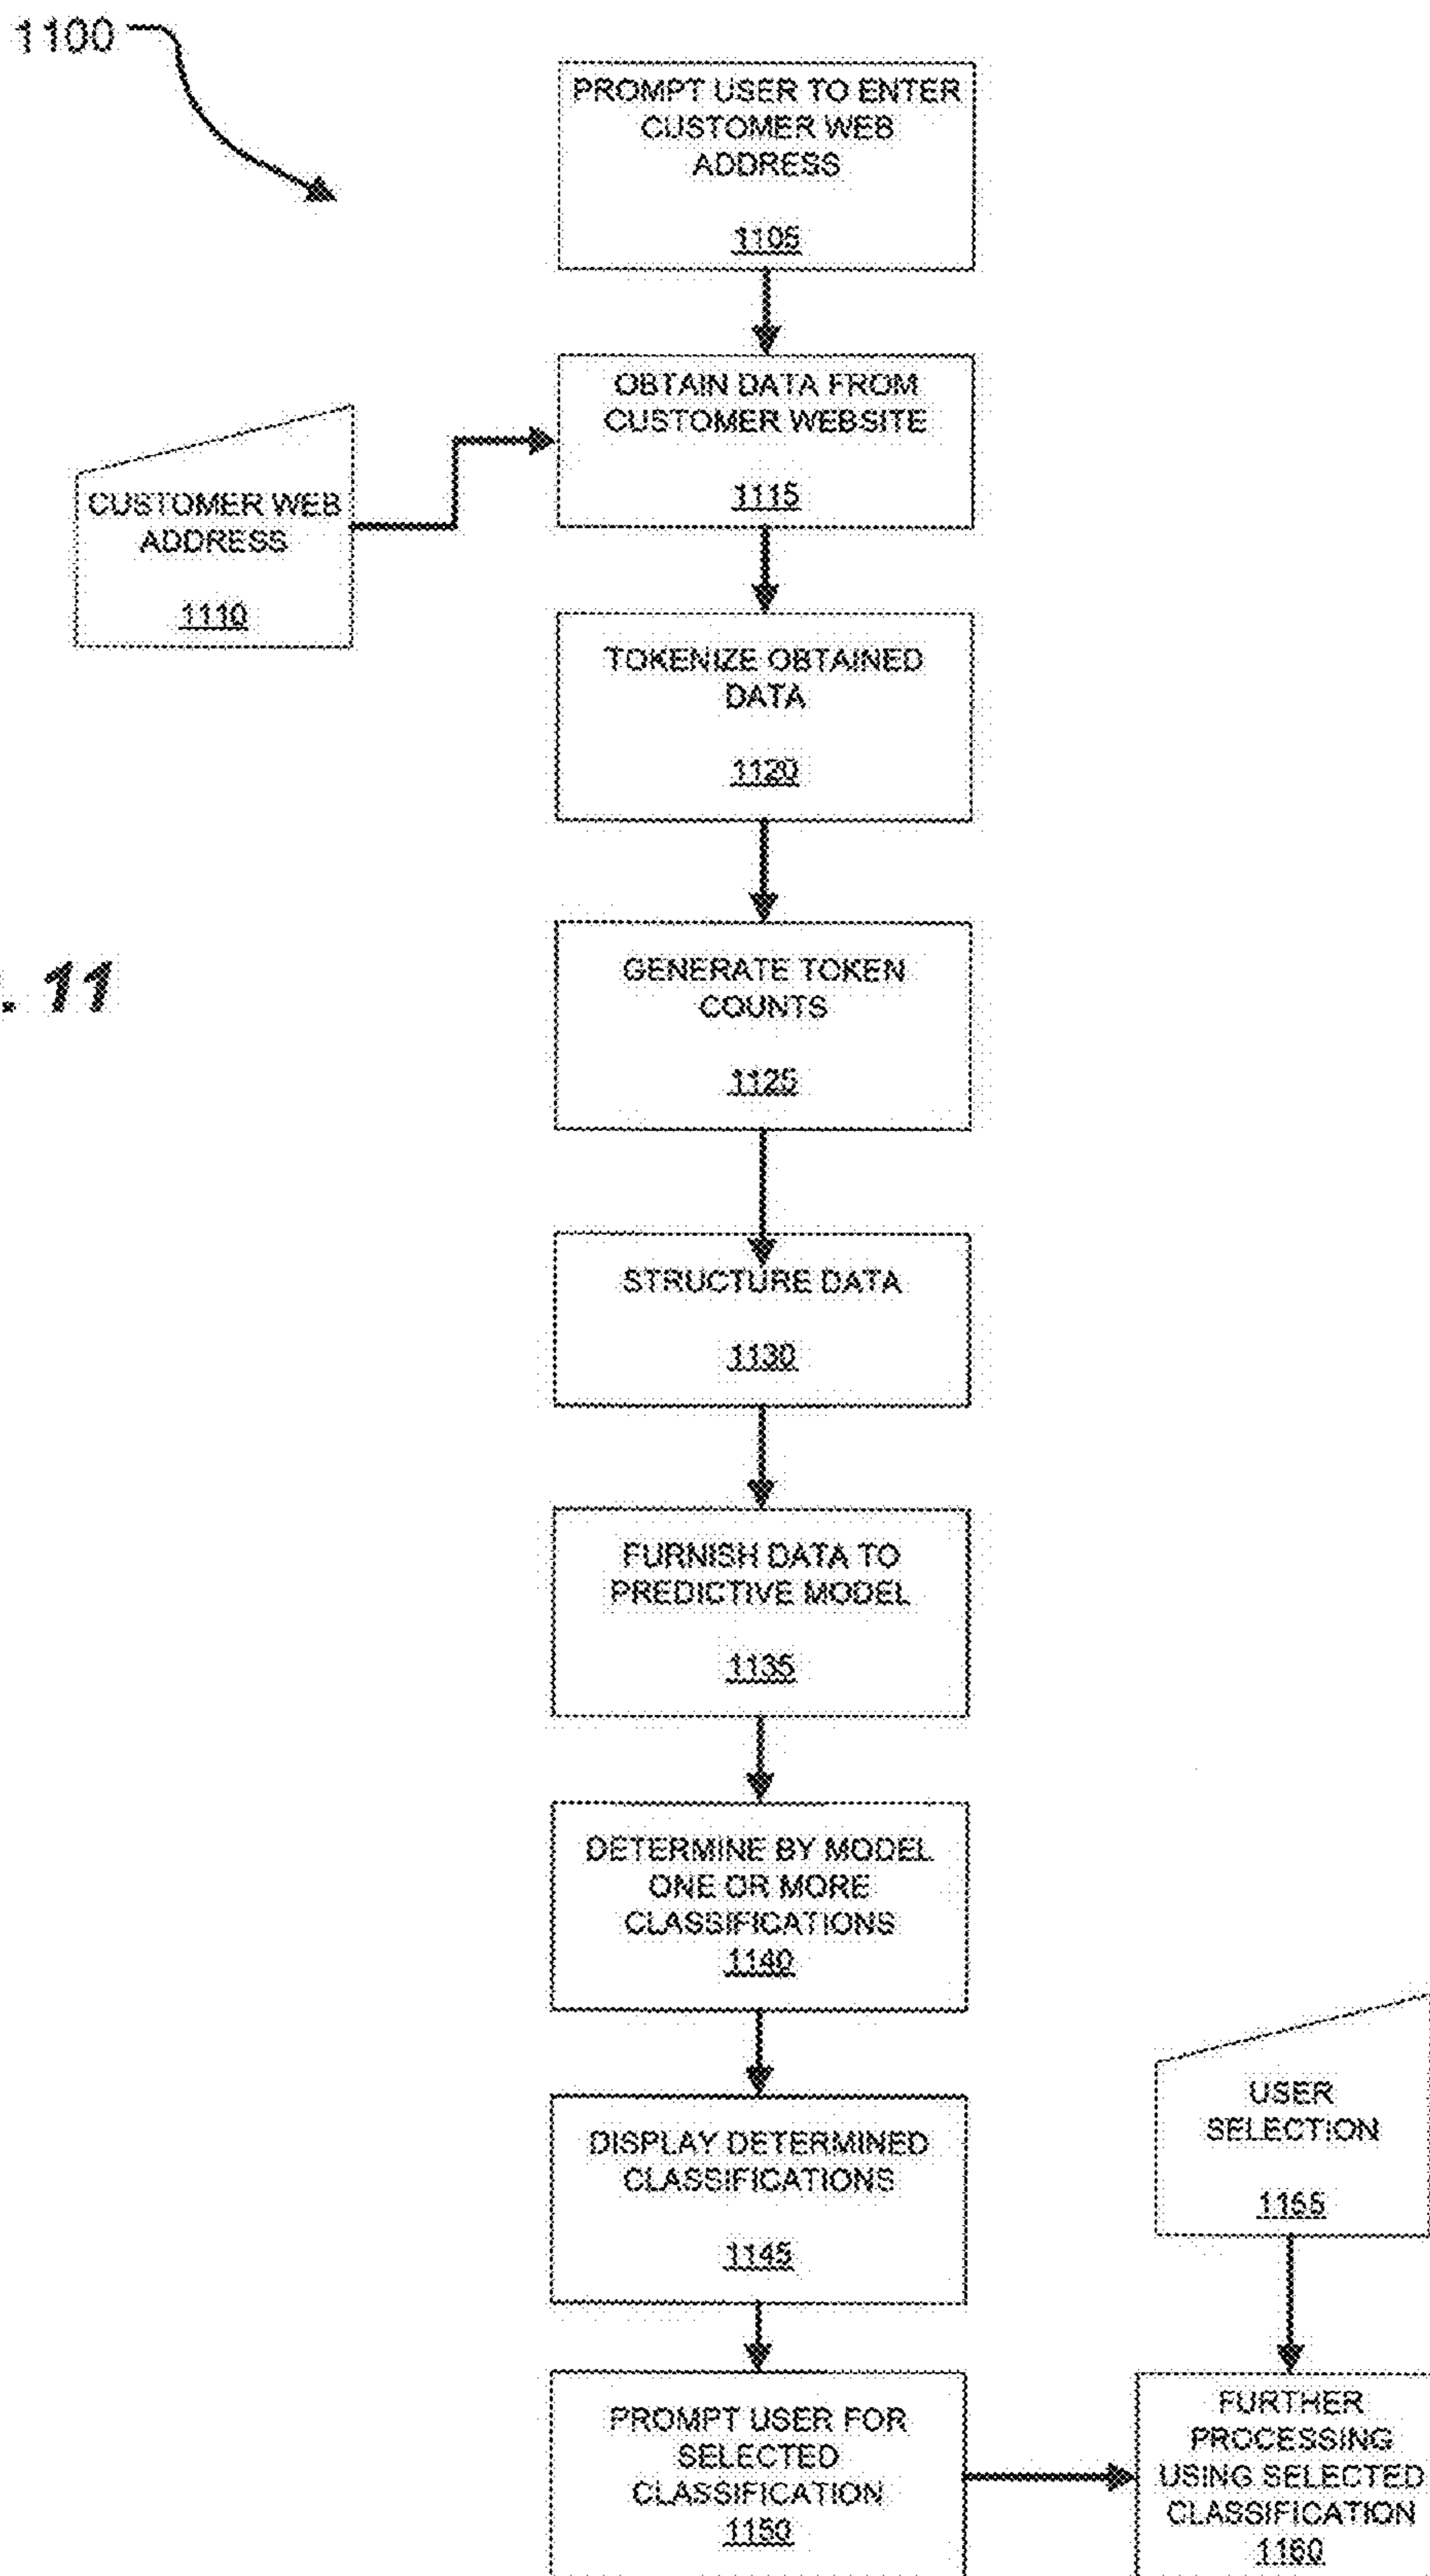 1100
PROMPT USER TO ENTER
CUSTOMER WEB
ADDRESS
1105
OBTAIN DATA FROM
CUSTOMER WEBSITE
1115
CUSTOMER WEB
ADDRESS
1110
TOKENIZE OBTAINED
DATA
1120
. 11
GENERATE TOKEN
COUNTS
1125
STRUCTURE DATA
1130
FURNISH DATA TO
PREDICTIVE MODEL
1135
DETERMINE BY MODEL
ONE OR MORE
CLASSIFICATIONS
1140
DISPLAY DETERMINED
CLASSIFICATIONS
1145
USER
SELECTION
1155
PROMPT USER FOR
SELECTED
CLASSIFICATION
1150
FURTHER
PROCESSING
USING SELECTED
CLASSIFICATION
1160